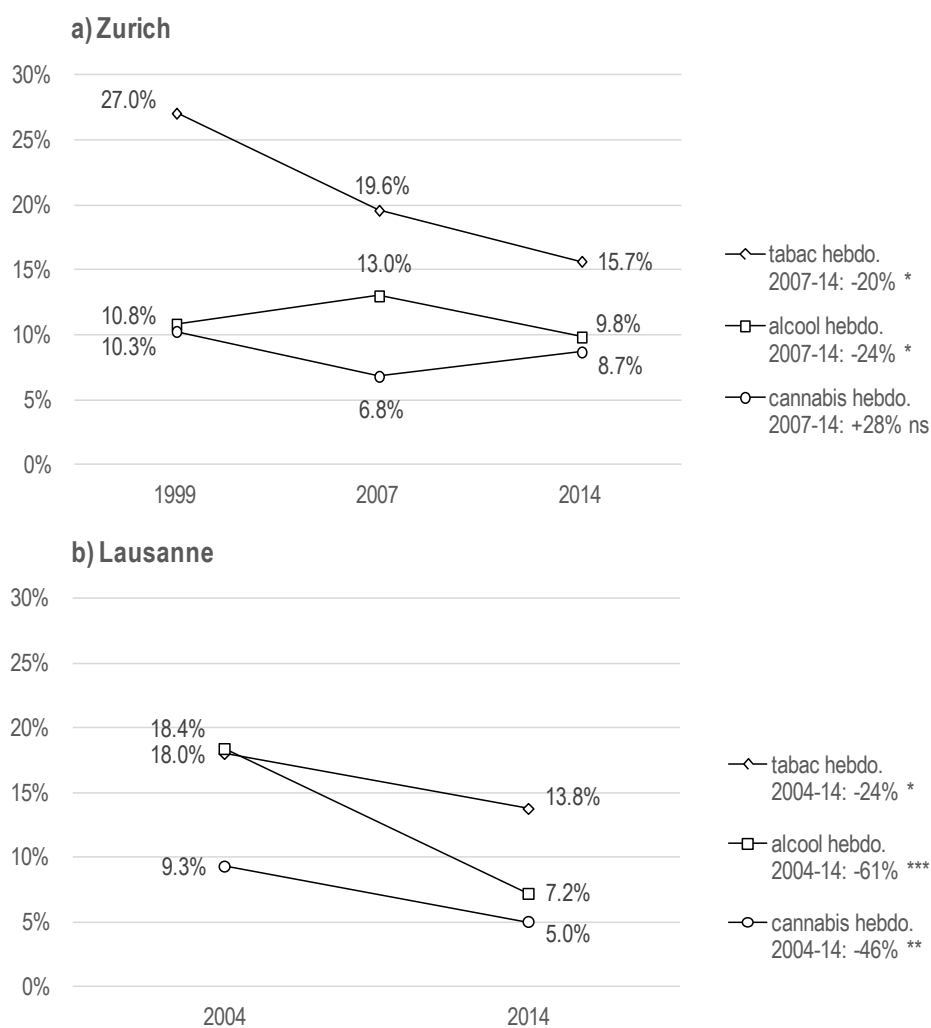 a) Zurich
30%
25%
20%
15%
10%
5%
0%
27.0%
19.6%
15.7%
13.0%
10.8%
9.8%
10.3%
8.7%
6.8%
1999
2007
2014
tabac hebdo.
2007-14: -20% *
alcool hebdo.
2007-14: -24% *
cannabis hebdo.
2007-14: +28% ns
b) Lausanne
30%
25%
20%
15%
10%
5%
0%
18.4%
18.0%
13.8%
9.3%
7.2%
5.0%
2004
2014
tabac hebdo.
2004-14: -24% *
alcool hebdo.
2004-14: -61% ***
cannabis hebdo.
2004-14: -46% **